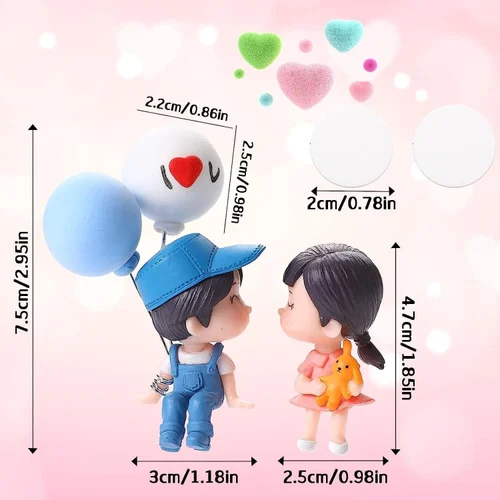 2.2cm/0.86in
2.5cm/0.98in
I ♥ U
2cm/0.78in
7.5cm/2.95in
4.7cm/1.85in
3cm/1.18in
2.5cm/0.98in